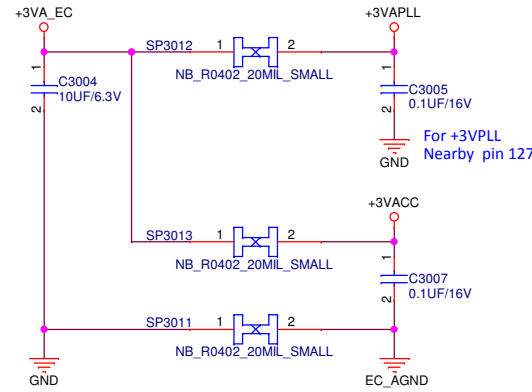 +3VA_EC
+3VAPLL
SP3012
1
2
NB_R0402_20MIL_SMALL
1
C3004
10UF/6.3V
2
1
C3005
0.1UF/16V
2
GND
For +3VPLL
Nearby pin 127
+3VACC
SP3013
1
2
NB_R0402_20MIL_SMALL
1
C3007
0.1UF/16V
2
SP3011
1
2
NB_R0402_20MIL_SMALL
GND
EC_AGND